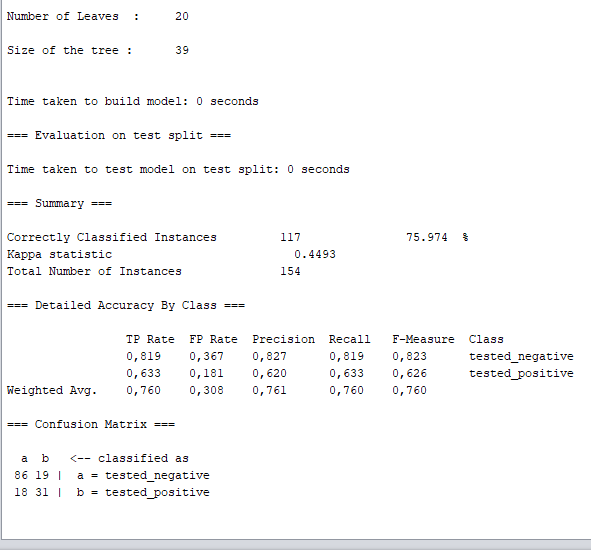 Number of Leaves  :     20
Size of the tree :      39
Time taken to build model: 0 seconds
=== Evaluation on test split ===
Time taken to test model on test split: 0 seconds
=== Summary ===
Correctly Classified Instances         117               75.974  %
Kappa statistic                          0.4493
Total Number of Instances              154
=== Detailed Accuracy By Class ===
                 TP Rate  FP Rate  Precision  Recall   F-Measure  Class
                 0,819    0,367    0,827      0,819    0,823      tested_negative
                 0,633    0,181    0,620      0,633    0,626      tested_positive
Weighted Avg.    0,760    0,308    0,761      0,760    0,760
=== Confusion Matrix ===
  a  b   <-- classified as
 86 19 |  a = tested_negative
 18 31 |  b = tested_positive